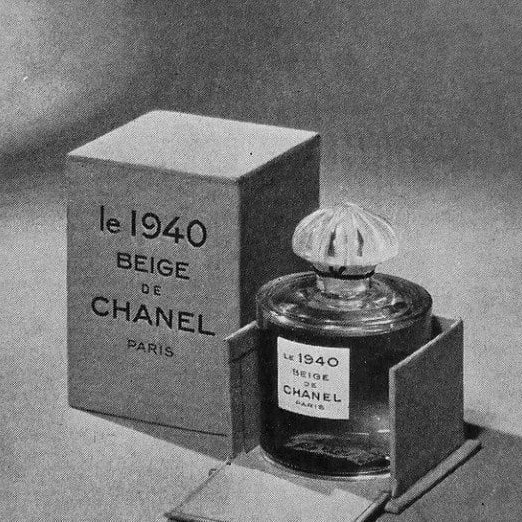 le 1940
BEIGE
DE
CHANEL
PARIS
LE 1940
BEIGE
DE
CHANEL
PARIS